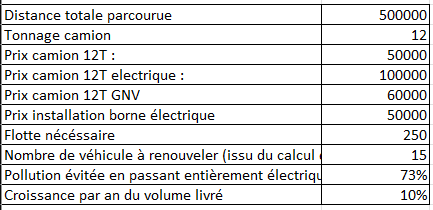 Distance totale parcourue 500000
Tonnage camion 12
Prix camion 12T : 50000
Prix camion 12T electrique : 100000
Prix camion 12T GNV 60000
Prix installation borne électrique 50000
Flotte nécéssaire 250
Nombre de véhicule à renouveler (issu du calcul 15
Pollution évitée en passant entièrement électriqu 73%
Croissance par an du volume livré 10%